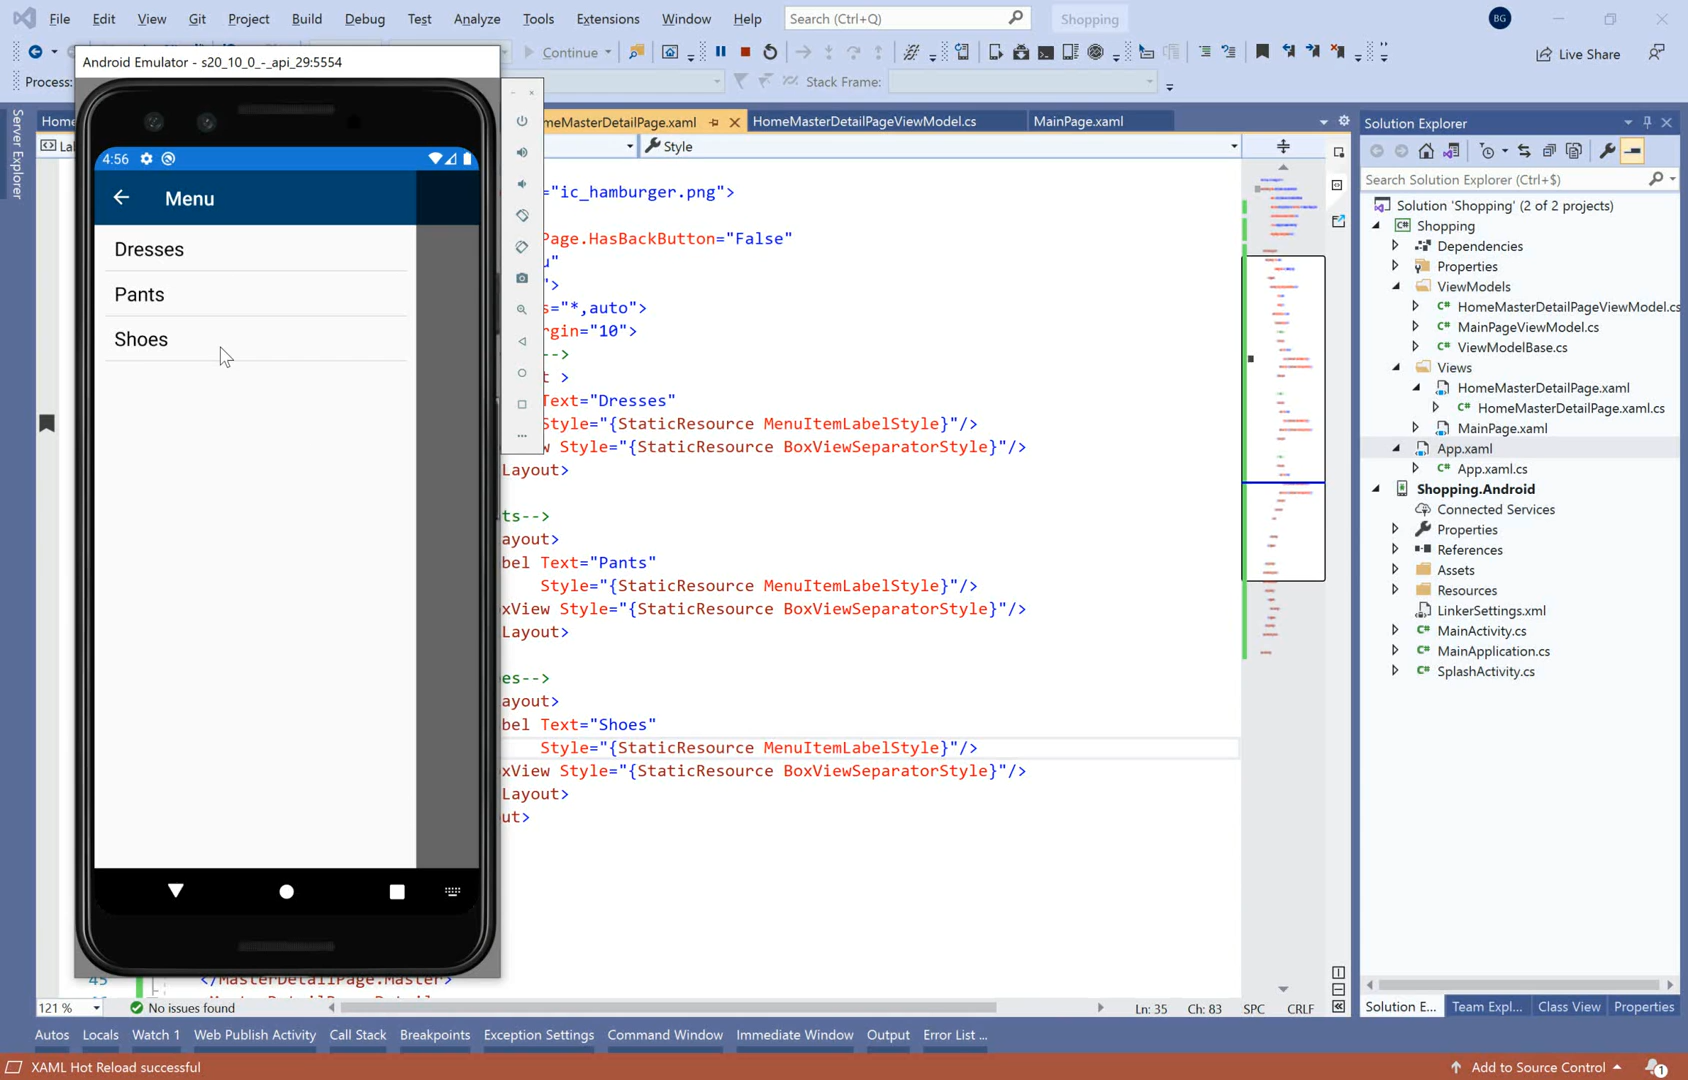 File Edit View Git Project Build Debug Test Analyze Tools Extensions Window Help Search (Ctrl+Q) Shopping BG
Continue Live Share
Process: Stack Frame:
Android Emulator - s20_10_0_-_api_29:5554
Server Explorer
Home
omeMasterDetailPage.xaml HomeMasterDetailPageViewModel.cs MainPage.xaml
La Style
4:56
Menu
Dresses
Pants
Shoes
="ic_hamburger.png">
Page.HasBackButton="False"
u"
">
s="*,auto">
rgin="10">
-->
t >
Text="Dresses"
Style="{StaticResource MenuItemLabelStyle}"/>
w Style="{StaticResource BoxViewSeparatorStyle}"/>
Layout>
ts-->
ayout>
bel Text="Pants"
Style="{StaticResource MenuItemLabelStyle}"/>
xView Style="{StaticResource BoxViewSeparatorStyle}"/>
Layout>
es-->
ayout>
bel Text="Shoes"
Style="{StaticResource MenuItemLabelStyle}"/>
xView Style="{StaticResource BoxViewSeparatorStyle}"/>
Layout>
ut>
45 </MasterDetailPage.Master>
121 % No issues found Ln: 35 Ch: 83 SPC CRLF
Solution Explorer
Search Solution Explorer (Ctrl+$)
Solution 'Shopping' (2 of 2 projects)
Shopping
Dependencies
Properties
ViewModels
HomeMasterDetailPageViewModel.cs
MainPageViewModel.cs
ViewModelBase.cs
Views
HomeMasterDetailPage.xaml
HomeMasterDetailPage.xaml.cs
MainPage.xaml
App.xaml
App.xaml.cs
Shopping.Android
Connected Services
Properties
References
Assets
Resources
LinkerSettings.xml
MainActivity.cs
MainApplication.cs
SplashActivity.cs
Solution E... Team Expl... Class View Properties
Autos Locals Watch 1 Web Publish Activity Call Stack Breakpoints Exception Settings Command Window Immediate Window Output Error List ...
XAML Hot Reload successful Add to Source Control 1